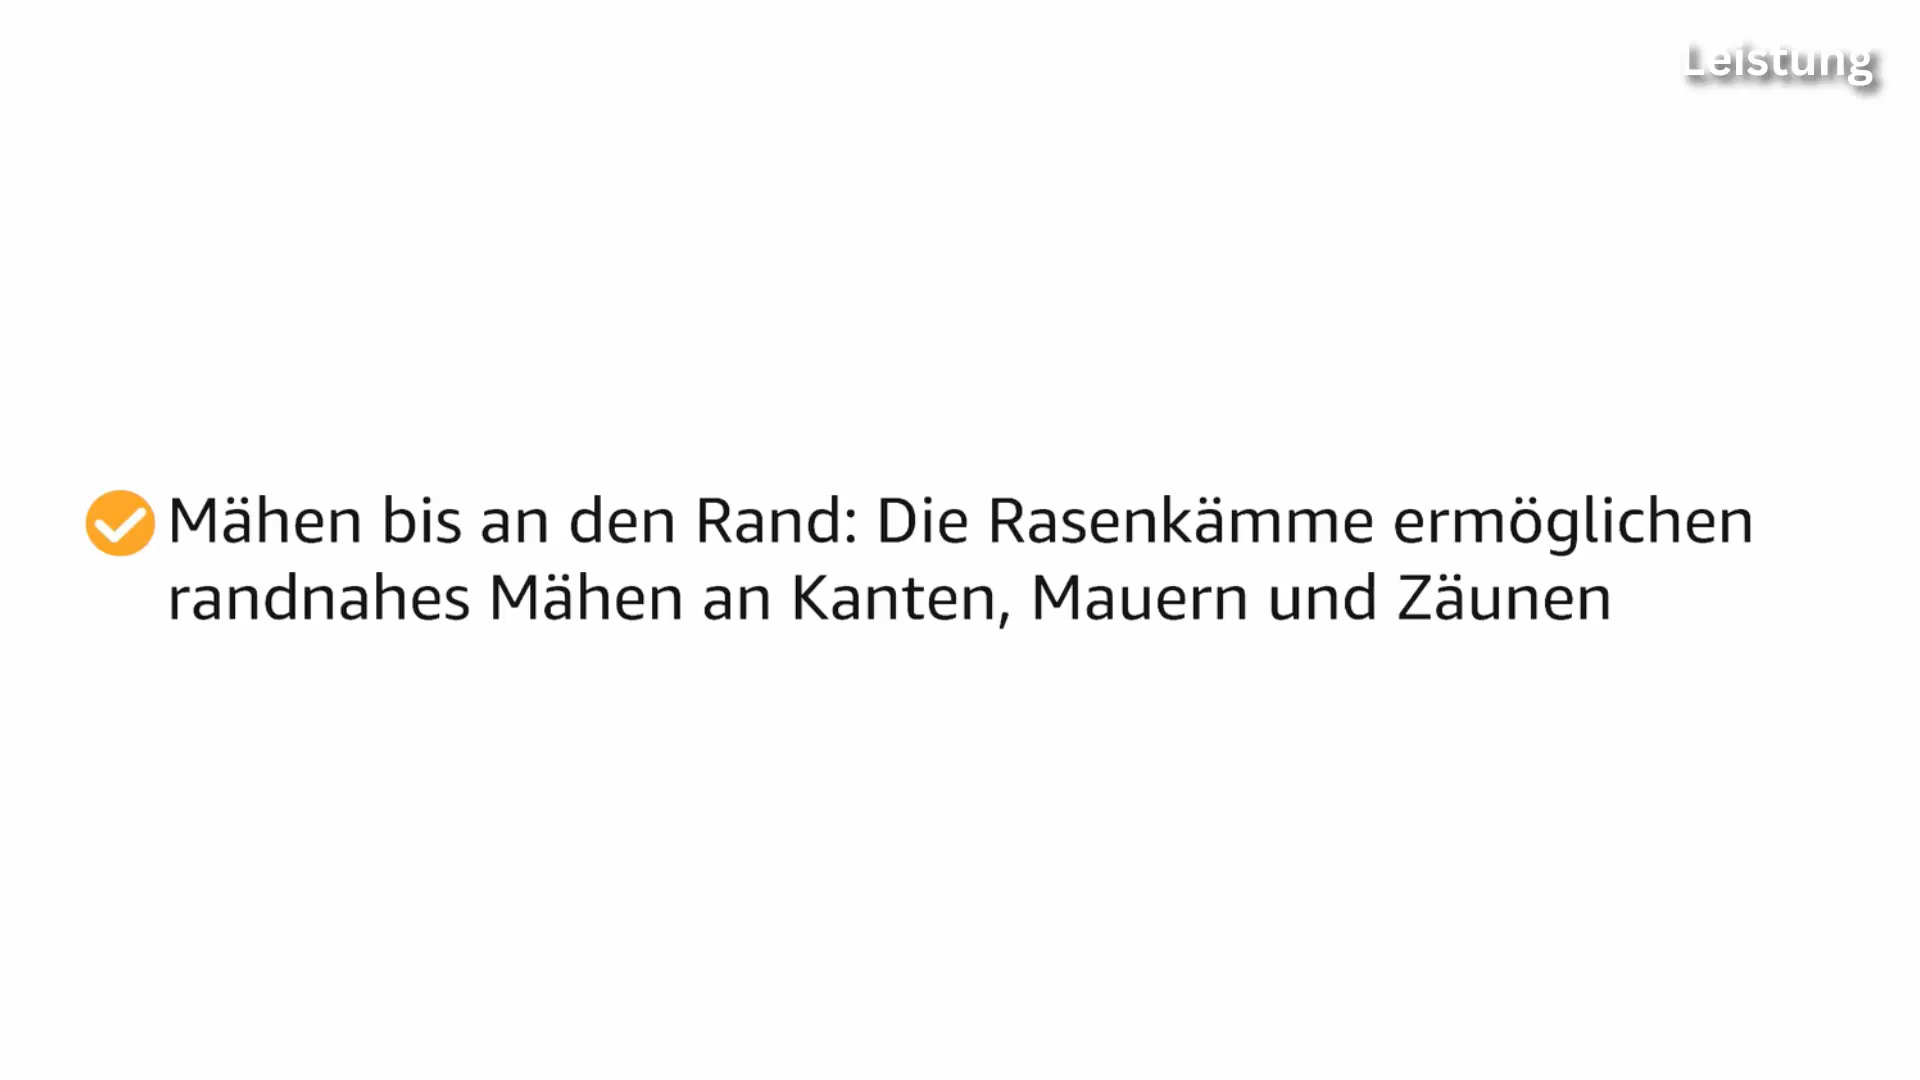 Leistung
Mähen bis an den Rand: Die Rasenkämme ermöglichen
randnahes Mähen an Kanten, Mauern und Zäunen